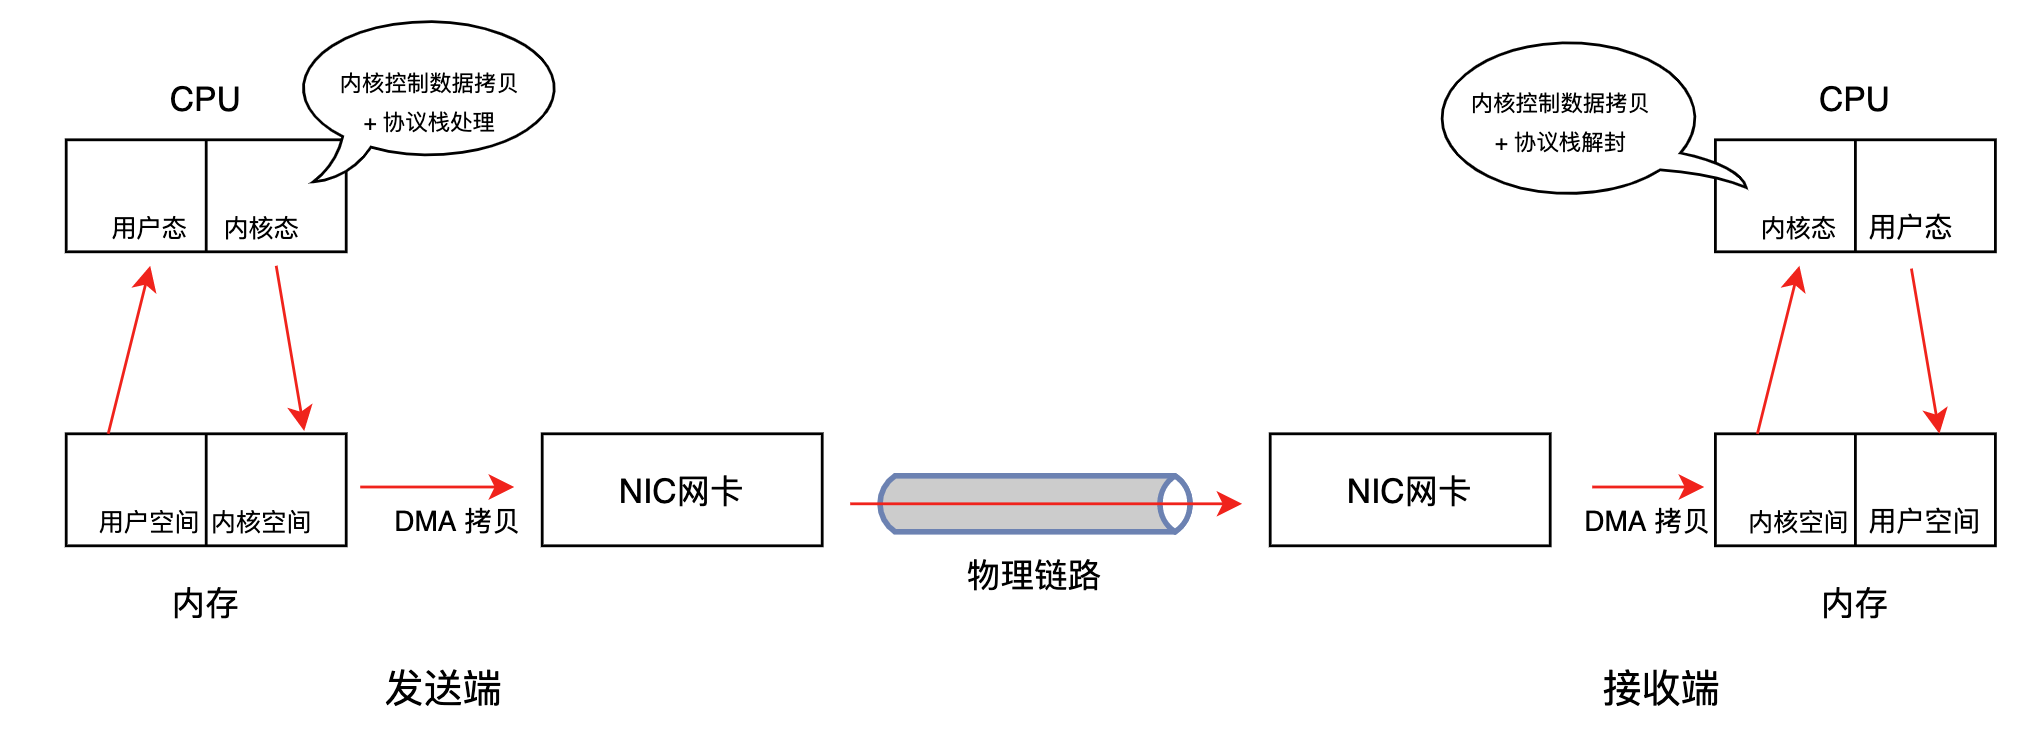 内核控制数据拷贝
+ 协议栈处理
CPU
用户态
内核态
内核控制数据拷贝
+ 协议栈解封
CPU
内核态
用户态
用户空间
内核空间
内存
DMA 拷贝
NIC网卡
物理链路
NIC网卡
DMA 拷贝
内核空间
用户空间
内存
发送端
接收端